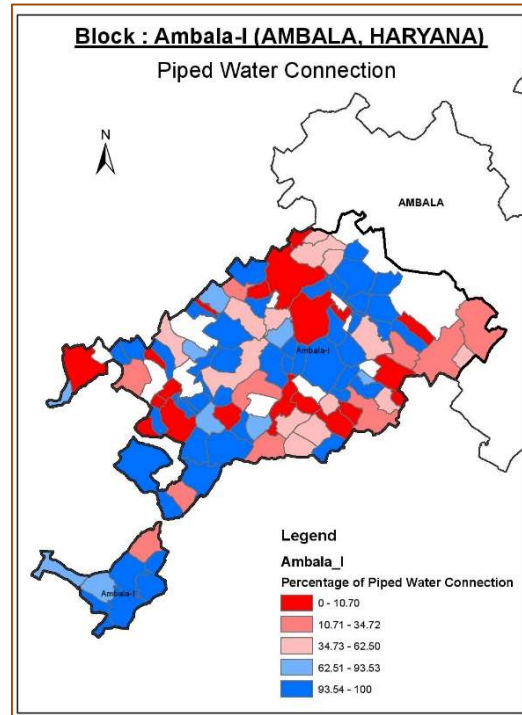 Block : Ambala-I (AMBALA, HARYANA)
Piped Water Connection
N
AMBALA
Ambala-I
Legend
Ambala_I
Percentage of Piped Water Connection
0 - 10.70
10.71 - 34.72
34.73 - 62.50
62.51 - 93.53
93.54 - 100
Ambala-I